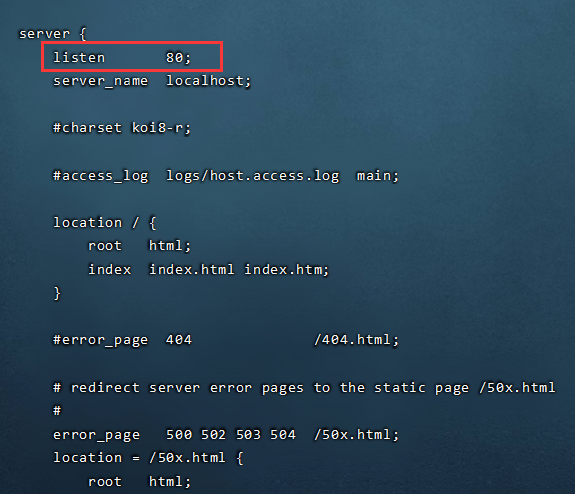 server {
    listen       80;
    server_name  localhost;
    #charset koi8-r;
    #access_log  logs/host.access.log  main;
    location / {
        root   html;
        index  index.html index.htm;
    }
    #error_page  404              /404.html;
    # redirect server error pages to the static page /50x.html
    #
    error_page   500 502 503 504  /50x.html;
    location = /50x.html {
        root   html;